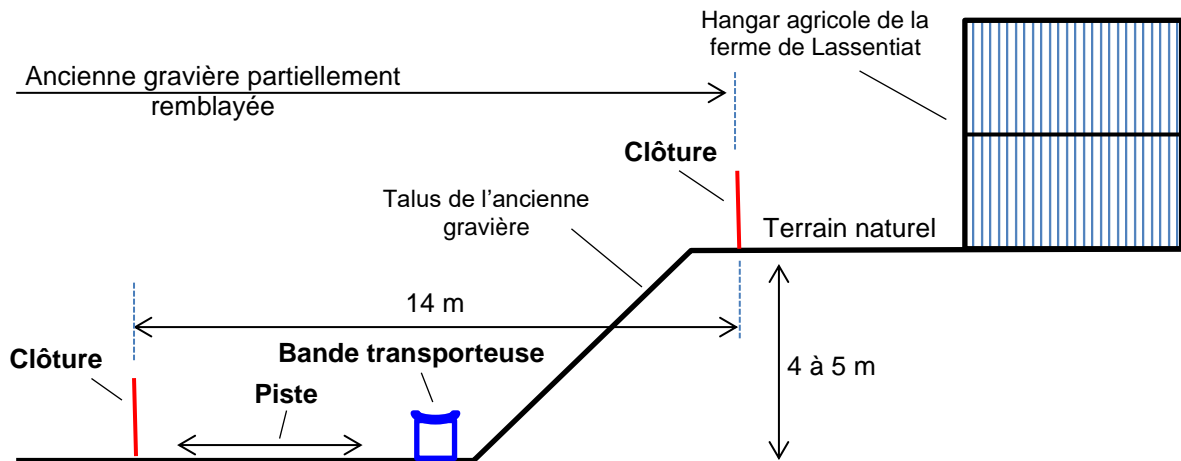 Hangar agricole de la
ferme de Lassentiat
Ancienne gravière partiellement
remblayée
Clôture
Talus de l’ancienne
gravière
Terrain naturel
14 m
Clôture
Bande transporteuse
4 à 5 m
Piste